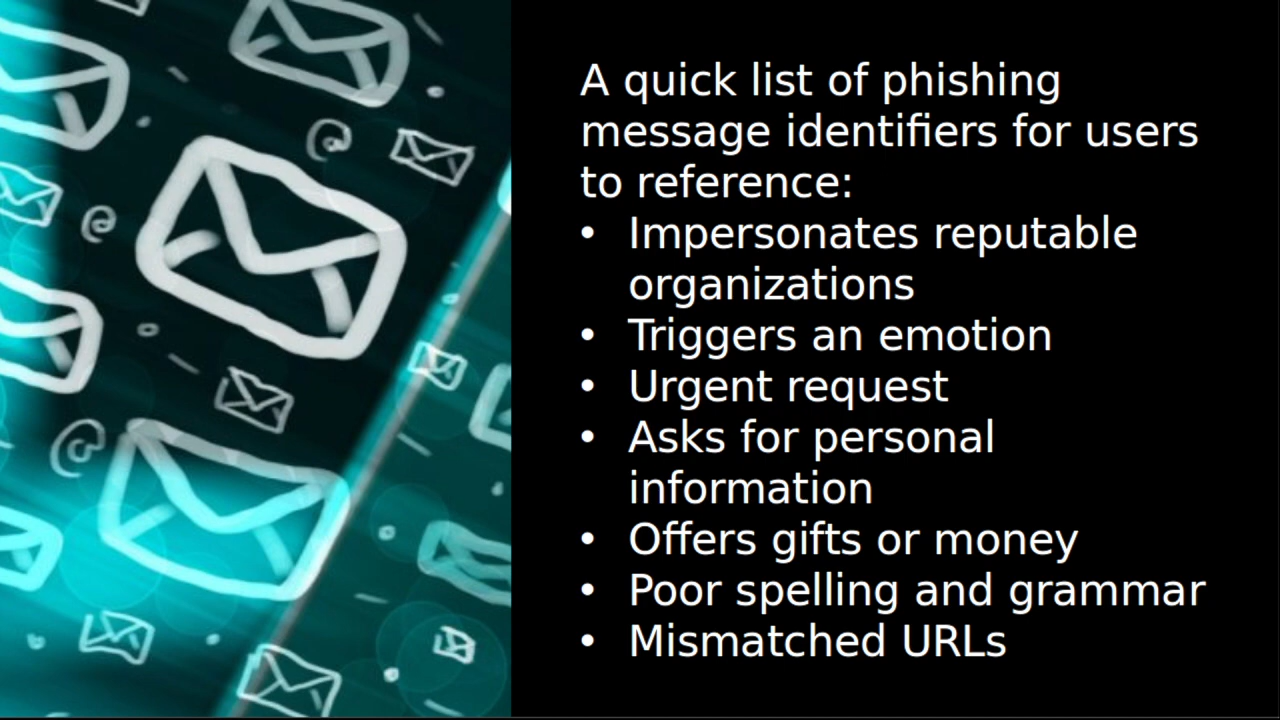 A quick list of phishing
message identifiers for users
to reference:
• Impersonates reputable
organizations
• Triggers an emotion
• Urgent request
• Asks for personal
information
• Offers gifts or money
• Poor spelling and grammar
• Mismatched URLs